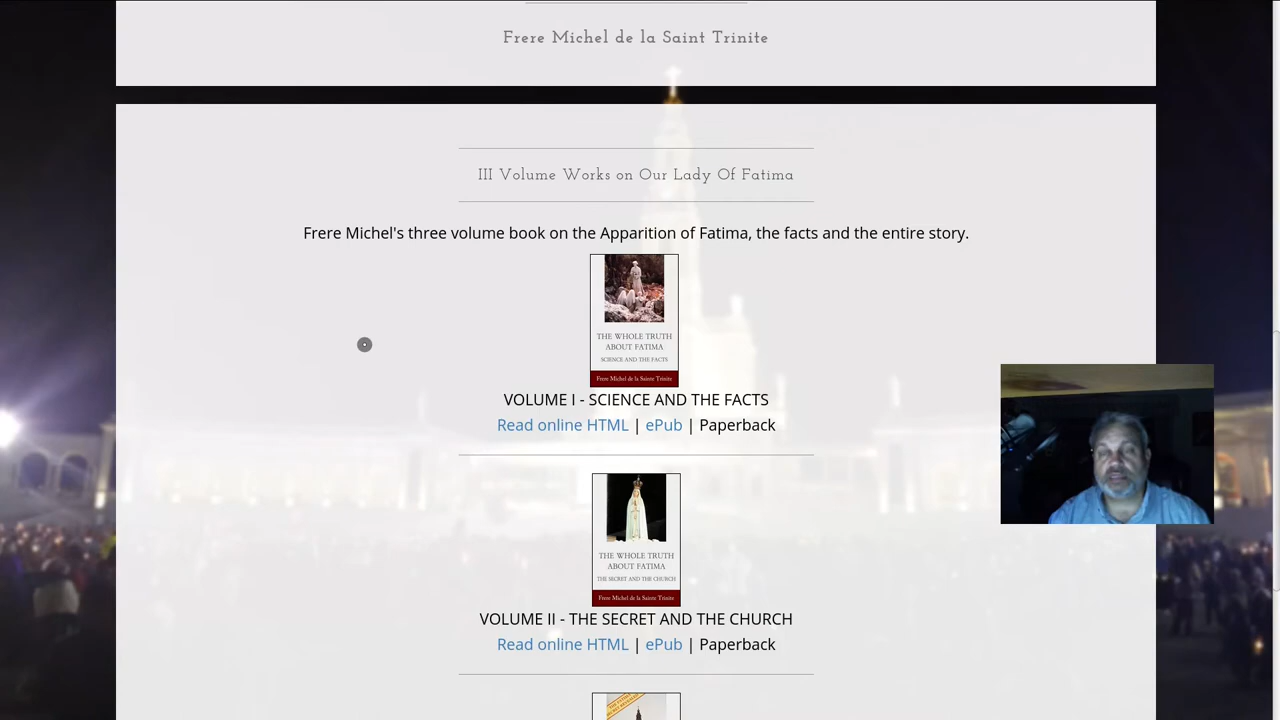 Frere Michel de la Saint Trinite
III Volume Works on Our Lady Of Fatima
Frere Michel's three volume book on the Apparition of Fatima, the facts and the entire story.
THE WHOLE TRUTH
ABOUT FATIMA
SCIENCE AND THE FACTS
Frere Michel de la Sainte Trinite
VOLUME I - SCIENCE AND THE FACTS
Read online HTML | ePub | Paperback
THE WHOLE TRUTH
ABOUT FATIMA
THE SECRET AND THE CHURCH
Frere Michel de la Sainte Trinite
VOLUME II - THE SECRET AND THE CHURCH
Read online HTML | ePub | Paperback